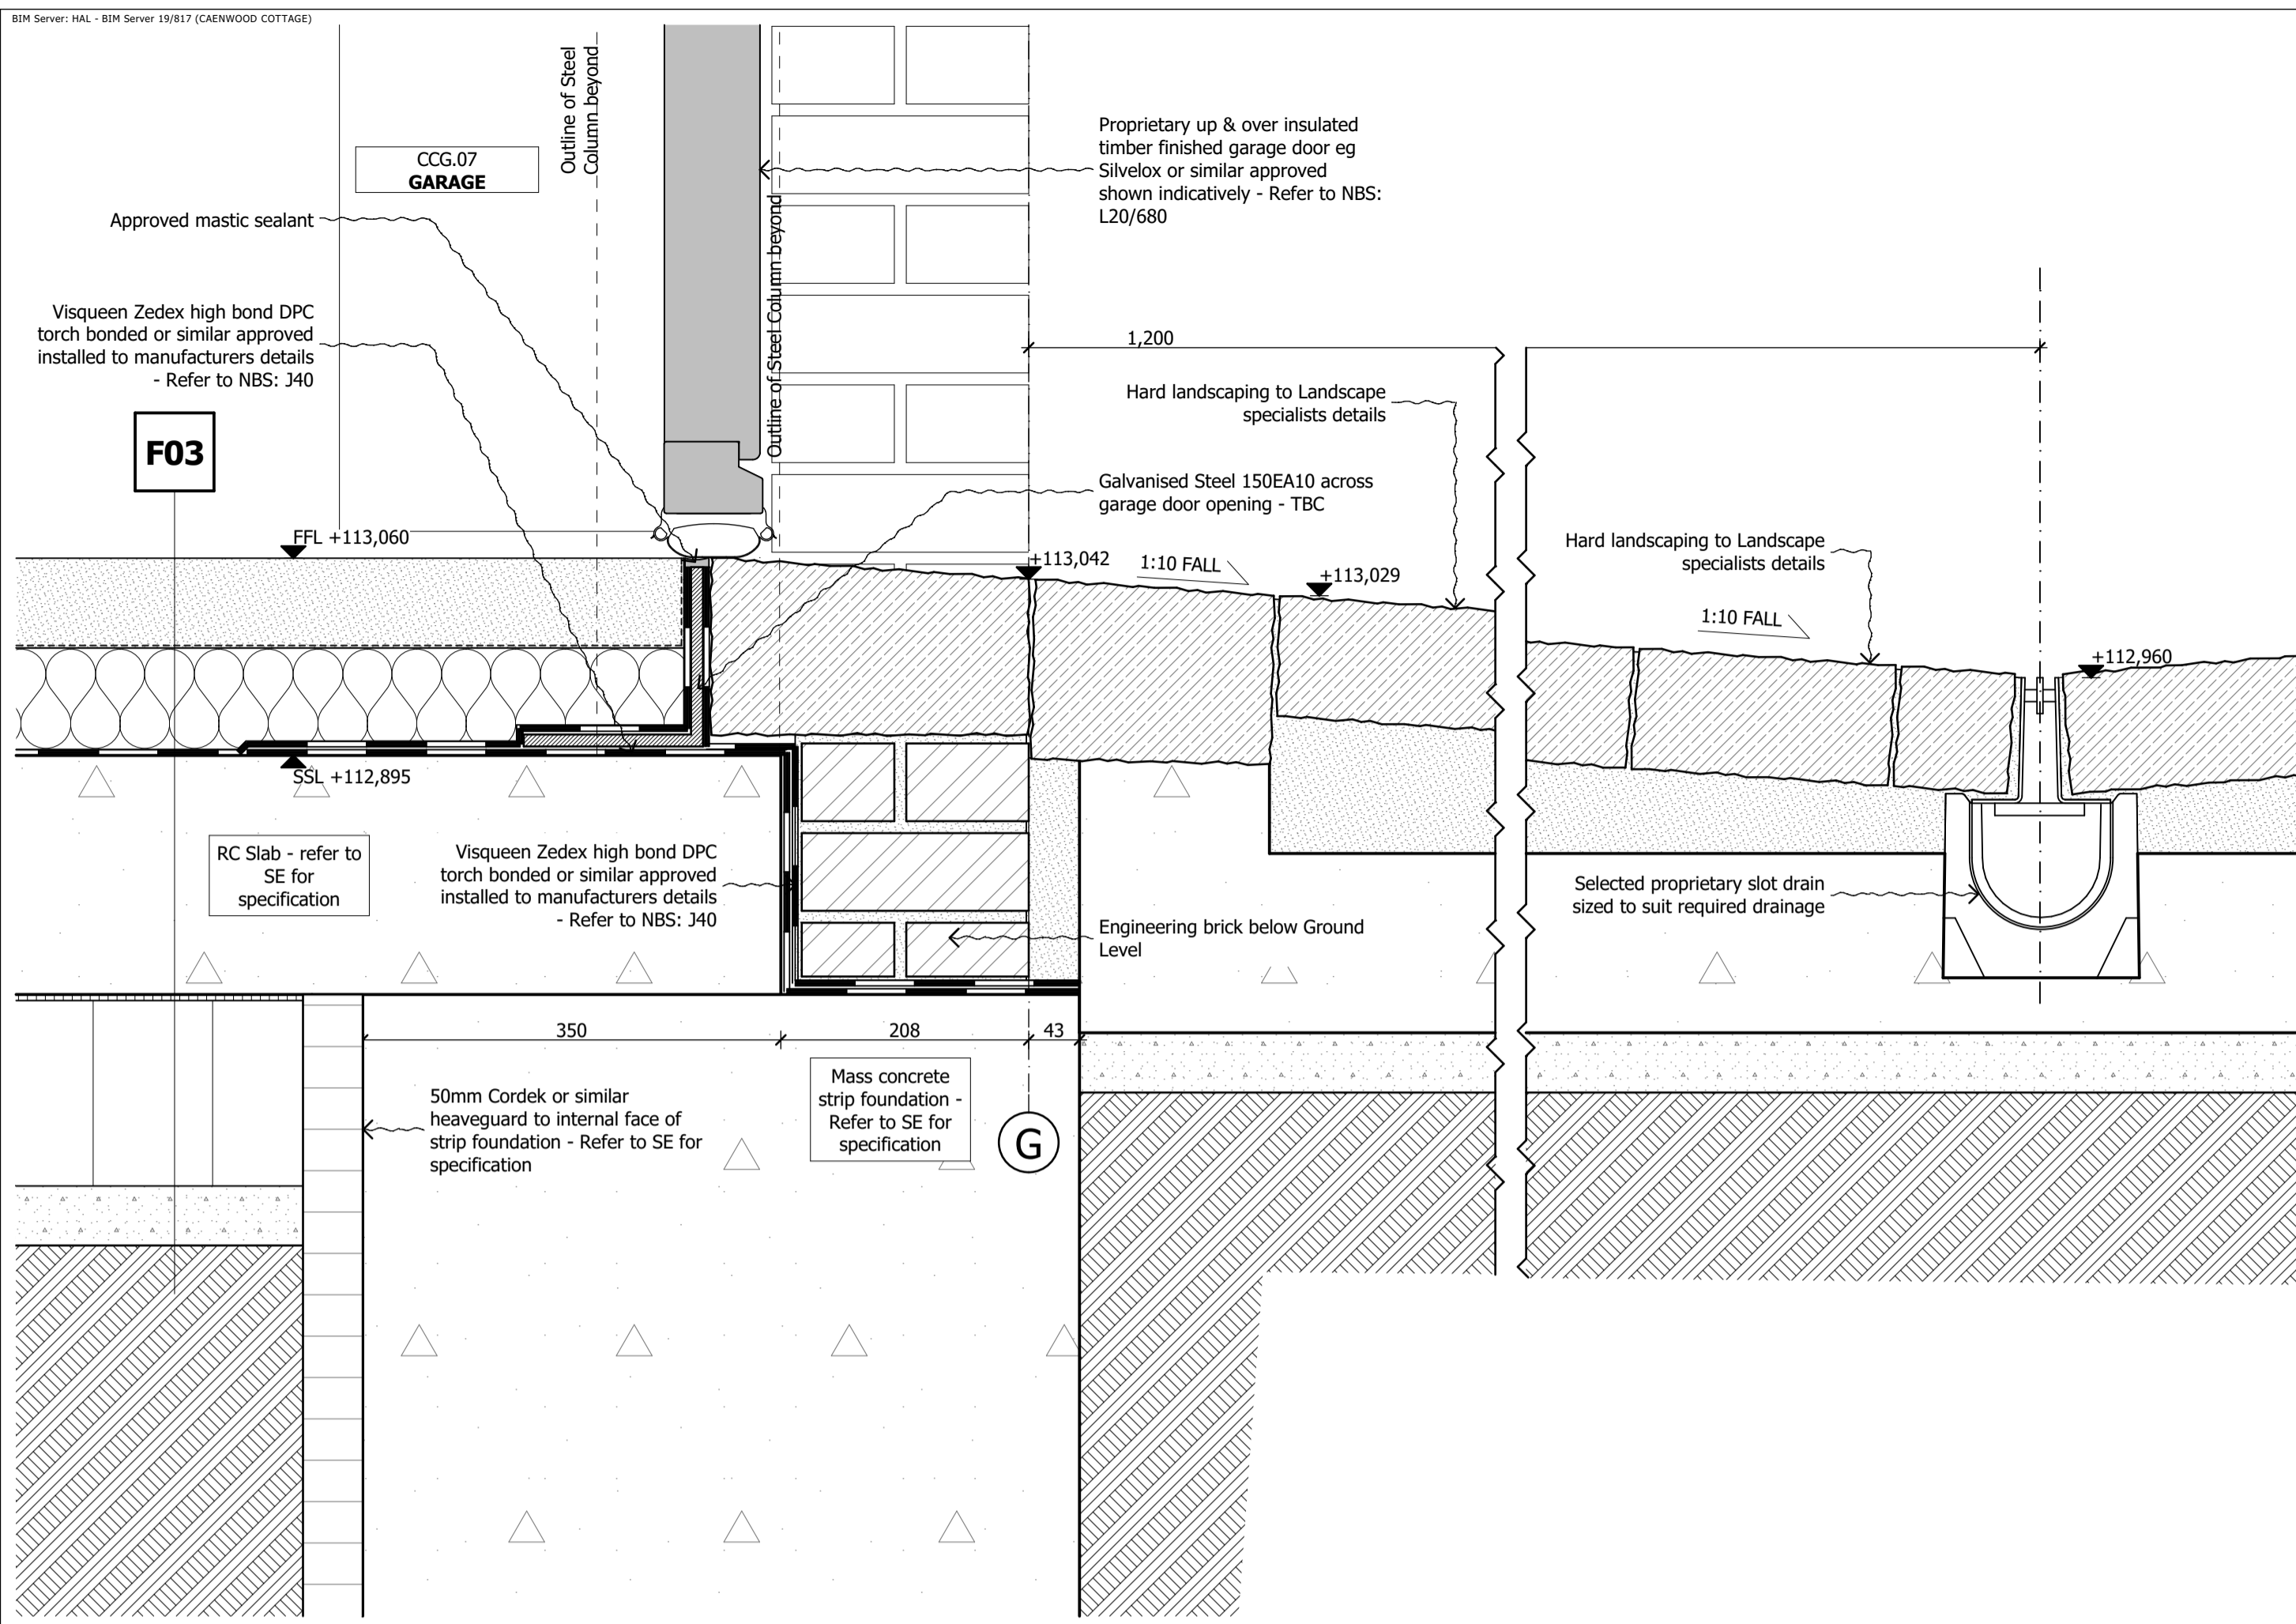 BIM Server: HAL - BIM Server 19/817 (CAENWOOD COTTAGE)
Outline of Steel
Column beyond
CCG.07
GARAGE
Approved mastic sealant
Proprietary up & over insulated
timber finished garage door eg
Silvelox or similar approved
shown indicatively - Refer to NBS:
L20/680
Outline of Steel Column beyond
Visqueen Zedex high bond DPC
torch bonded or similar approved
installed to manufacturers details
- Refer to NBS: J40
1,200
Hard landscaping to Landscape
specialists details
F03
Galvanised Steel 150EA10 across
garage door opening - TBC
FFL +113,060
+113,042
1:10 FALL
+113,029
Hard landscaping to Landscape
specialists details
1:10 FALL
+112,960
SSL +112,895
RC Slab - refer to
SE for
specification
Visqueen Zedex high bond DPC
torch bonded or similar approved
installed to manufacturers details
- Refer to NBS: J40
Selected proprietary slot drain
sized to suit required drainage
Engineering brick below Ground
Level
350
208
43
50mm Cordek or similar
heaveguard to internal face of
strip foundation - Refer to SE for
specification
Mass concrete
strip foundation -
Refer to SE for
specification
G